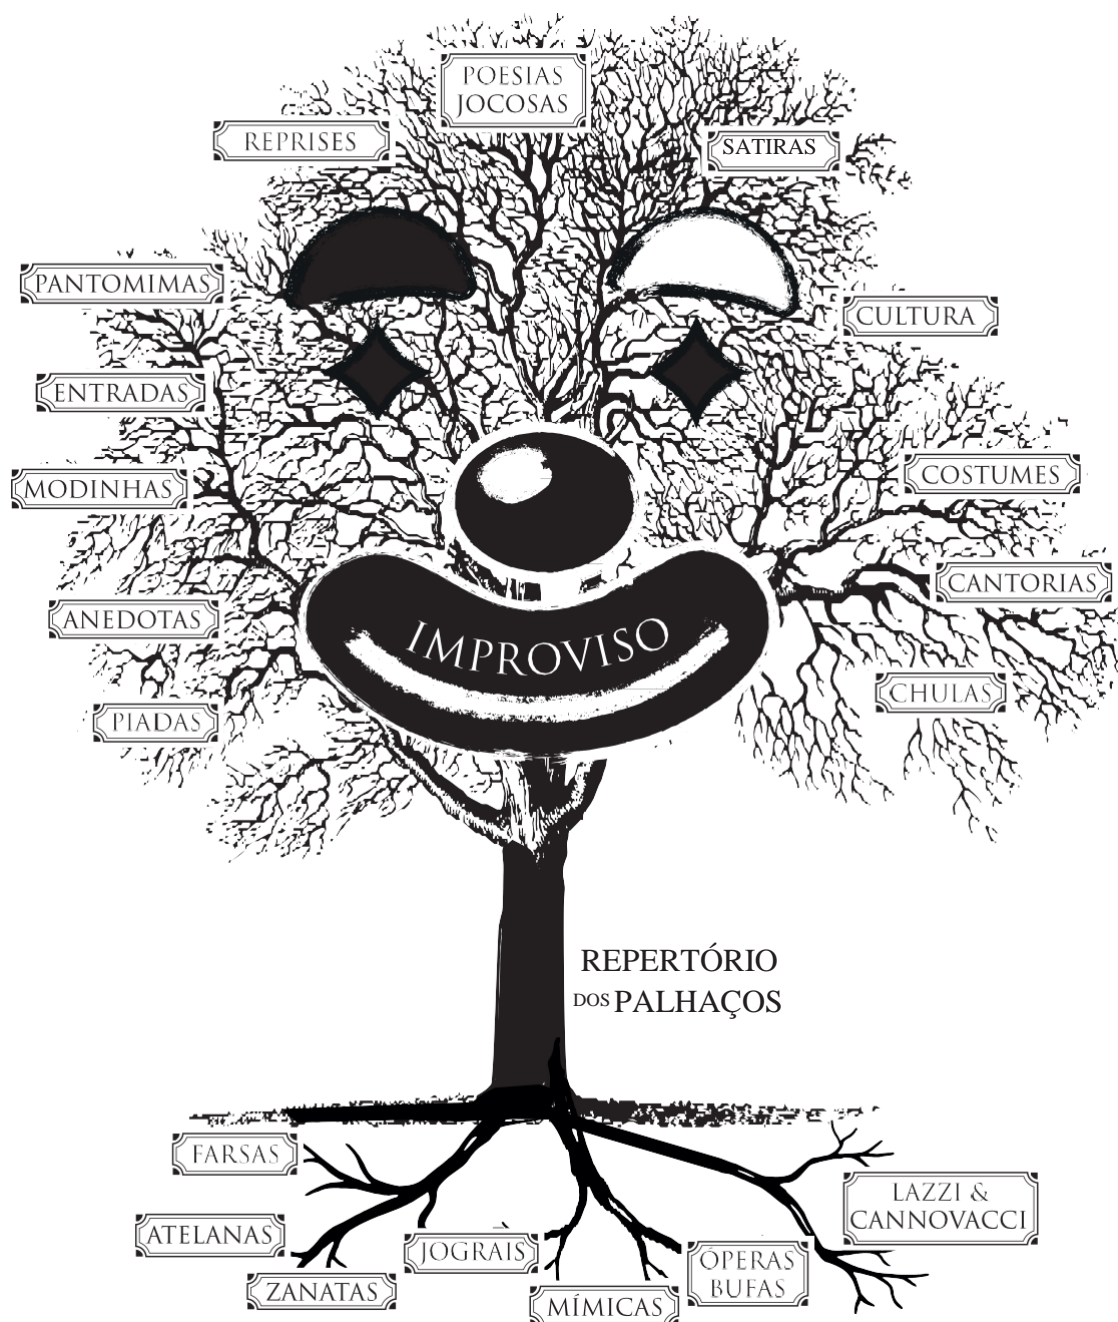 POESIAS
JOCOSAS
REPRISES
SATIRAS
PANTOMIMAS
CULTURA
ENTRADAS
COSTUMES
MODINHAS
CANTORIAS
ANEDOTAS
IMPROVISO
CHULAS
PIADAS
REPERTÓRIO
DOS PALHAÇOS
FARSAS
LAZZI &
CANNOVACCI
ATELANAS
JOGRAIS
ÓPERAS
BUFAS
ZANATAS
MÍMICAS